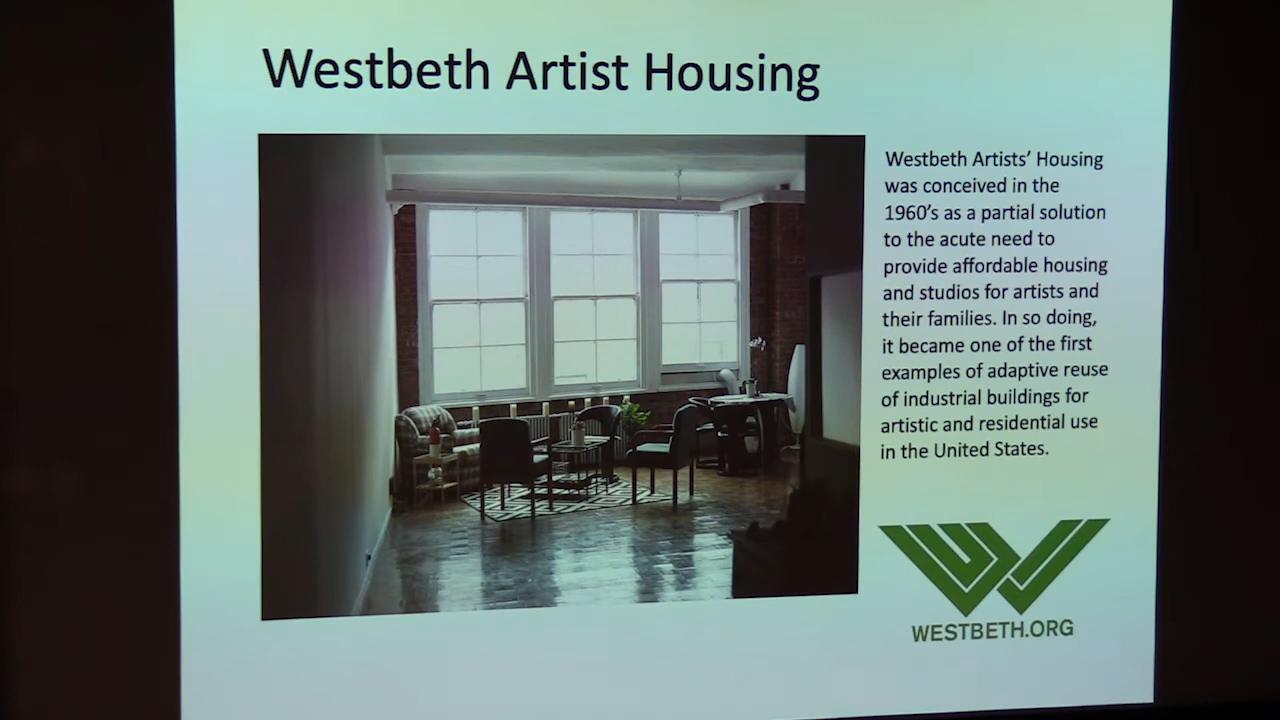 Westbeth Artist Housing
Westbeth Artists’ Housing
was conceived in the
1960’s as a partial solution
to the acute need to
provide affordable housing
and studios for artists and
their families. In so doing,
it became one of the first
examples of adaptive reuse
of industrial buildings for
artistic and residential use
in the United States.
WESTBETH.ORG